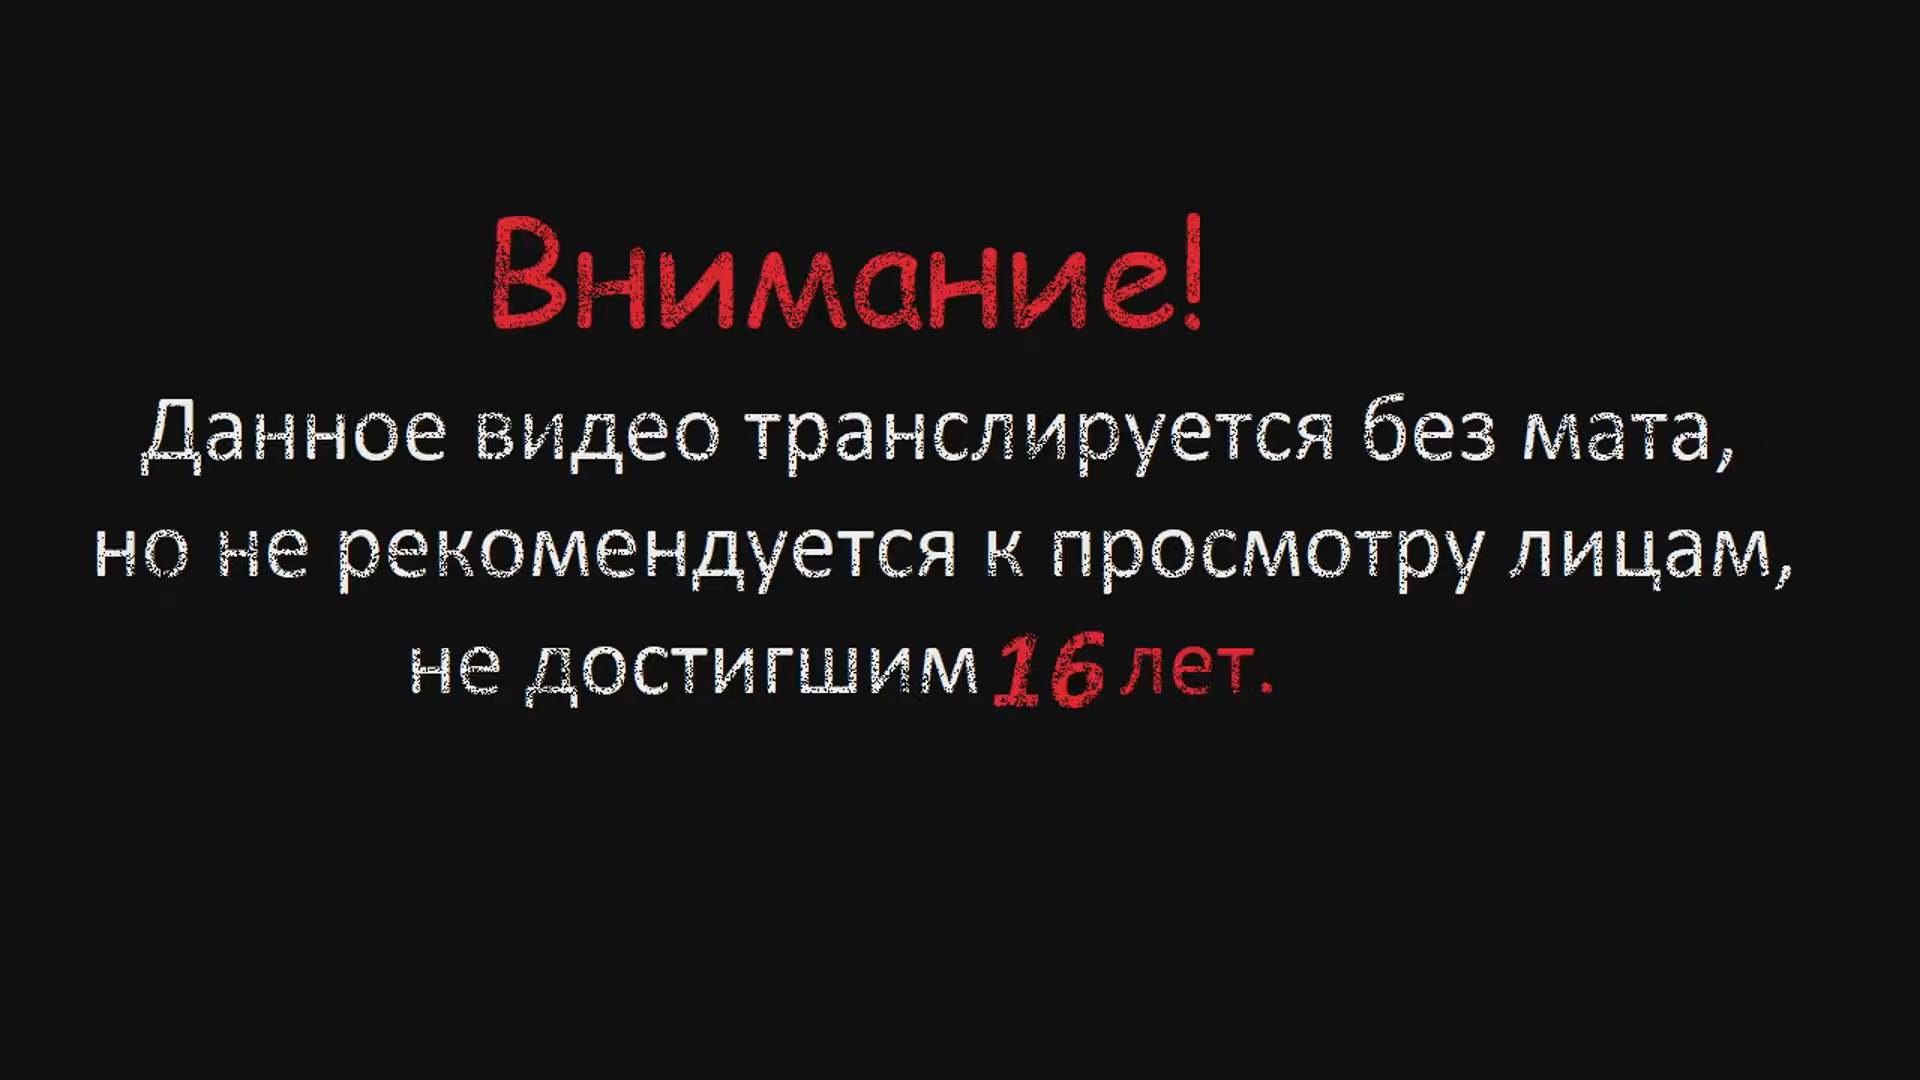 Внимание!
Данное видео транслируется без мата,
но не рекомендуется к просмотру лицам,
не достигшим 16 лет.